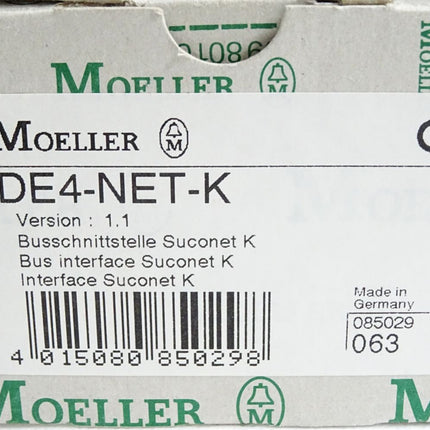 MOELLER
MOELLER
DE4-NET-K
Version : 1.1
Busschnittstelle Suconet K
Bus interface Suconet K
Interface Suconet K
Made in
Germany
085029
063
4 015080 850298
MOELLER